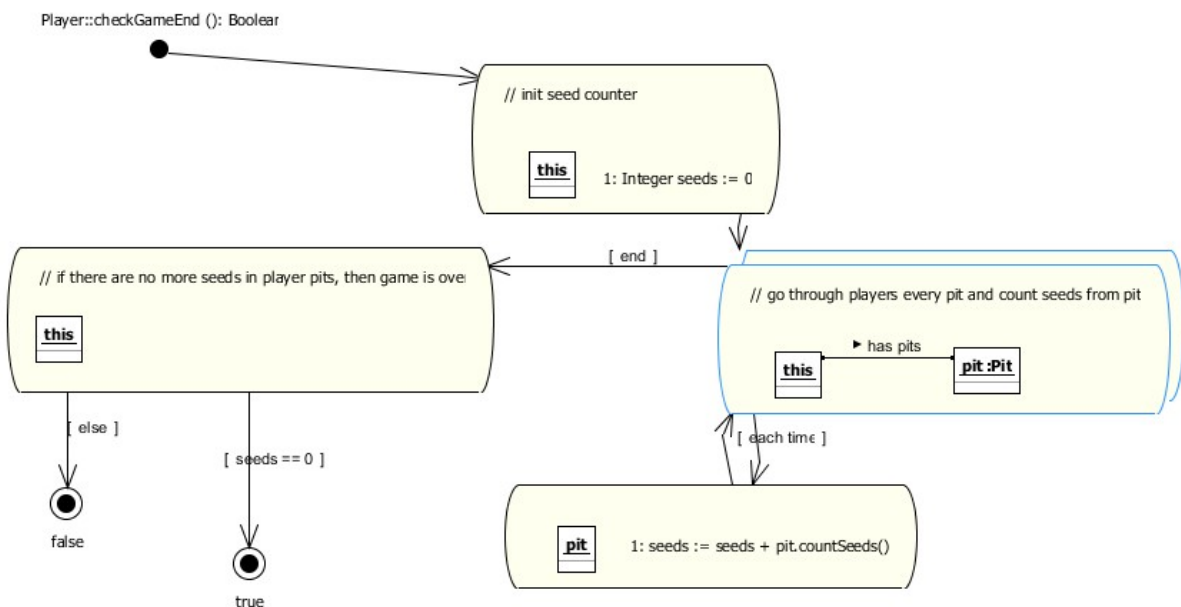 Player::checkGameEnd (): Boolear
// init seed counter
this
1: Integer seeds := 0
[ end ]
// if there are no more seeds in player pits, then game is over
this
// go through players every pit and count seeds from pit
has pits
this
pit :Pit
[ else ]
[ each time ]
[ seeds == 0 ]
false
pit
1: seeds := seeds + pit.countSeeds()
true